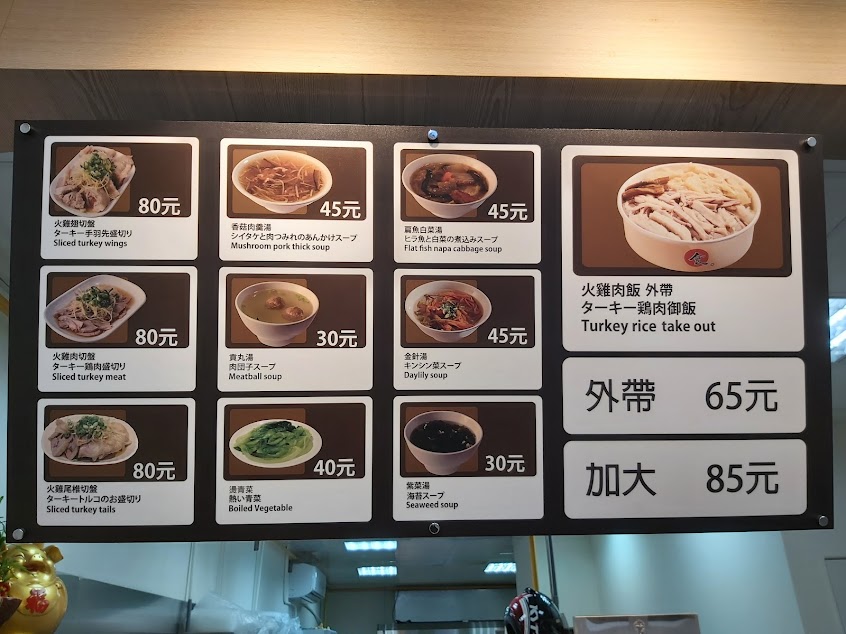 80元
火雞翅切盤
ターキー手羽先盛切り
Sliced turkey wings
80元
火雞肉切盤
ターキー鶏肉盛切り
Sliced turkey meat
80元
火雞尾椎切盤
ターキートルコのお盛切り
Sliced turkey tails
45元
香菇肉羹湯
シイタケと肉つみれのあんかけスープ
Mushroom pork thick soup
30元
貢丸湯
肉団子スープ
Meatball soup
40元
燙青菜
熱い青菜
Boiled Vegetable
45元
扁魚白菜湯
ヒラ魚と白菜の煮込みスープ
Flat fish napa cabbage soup
45元
金針湯
キンシン菜スープ
Daylily soup
30元
紫菜湯
海苔スープ
Seaweed soup
食
火雞肉飯 外帶
ターキー鶏肉御飯
Turkey rice take out
外帶 65元
加大 85元
福